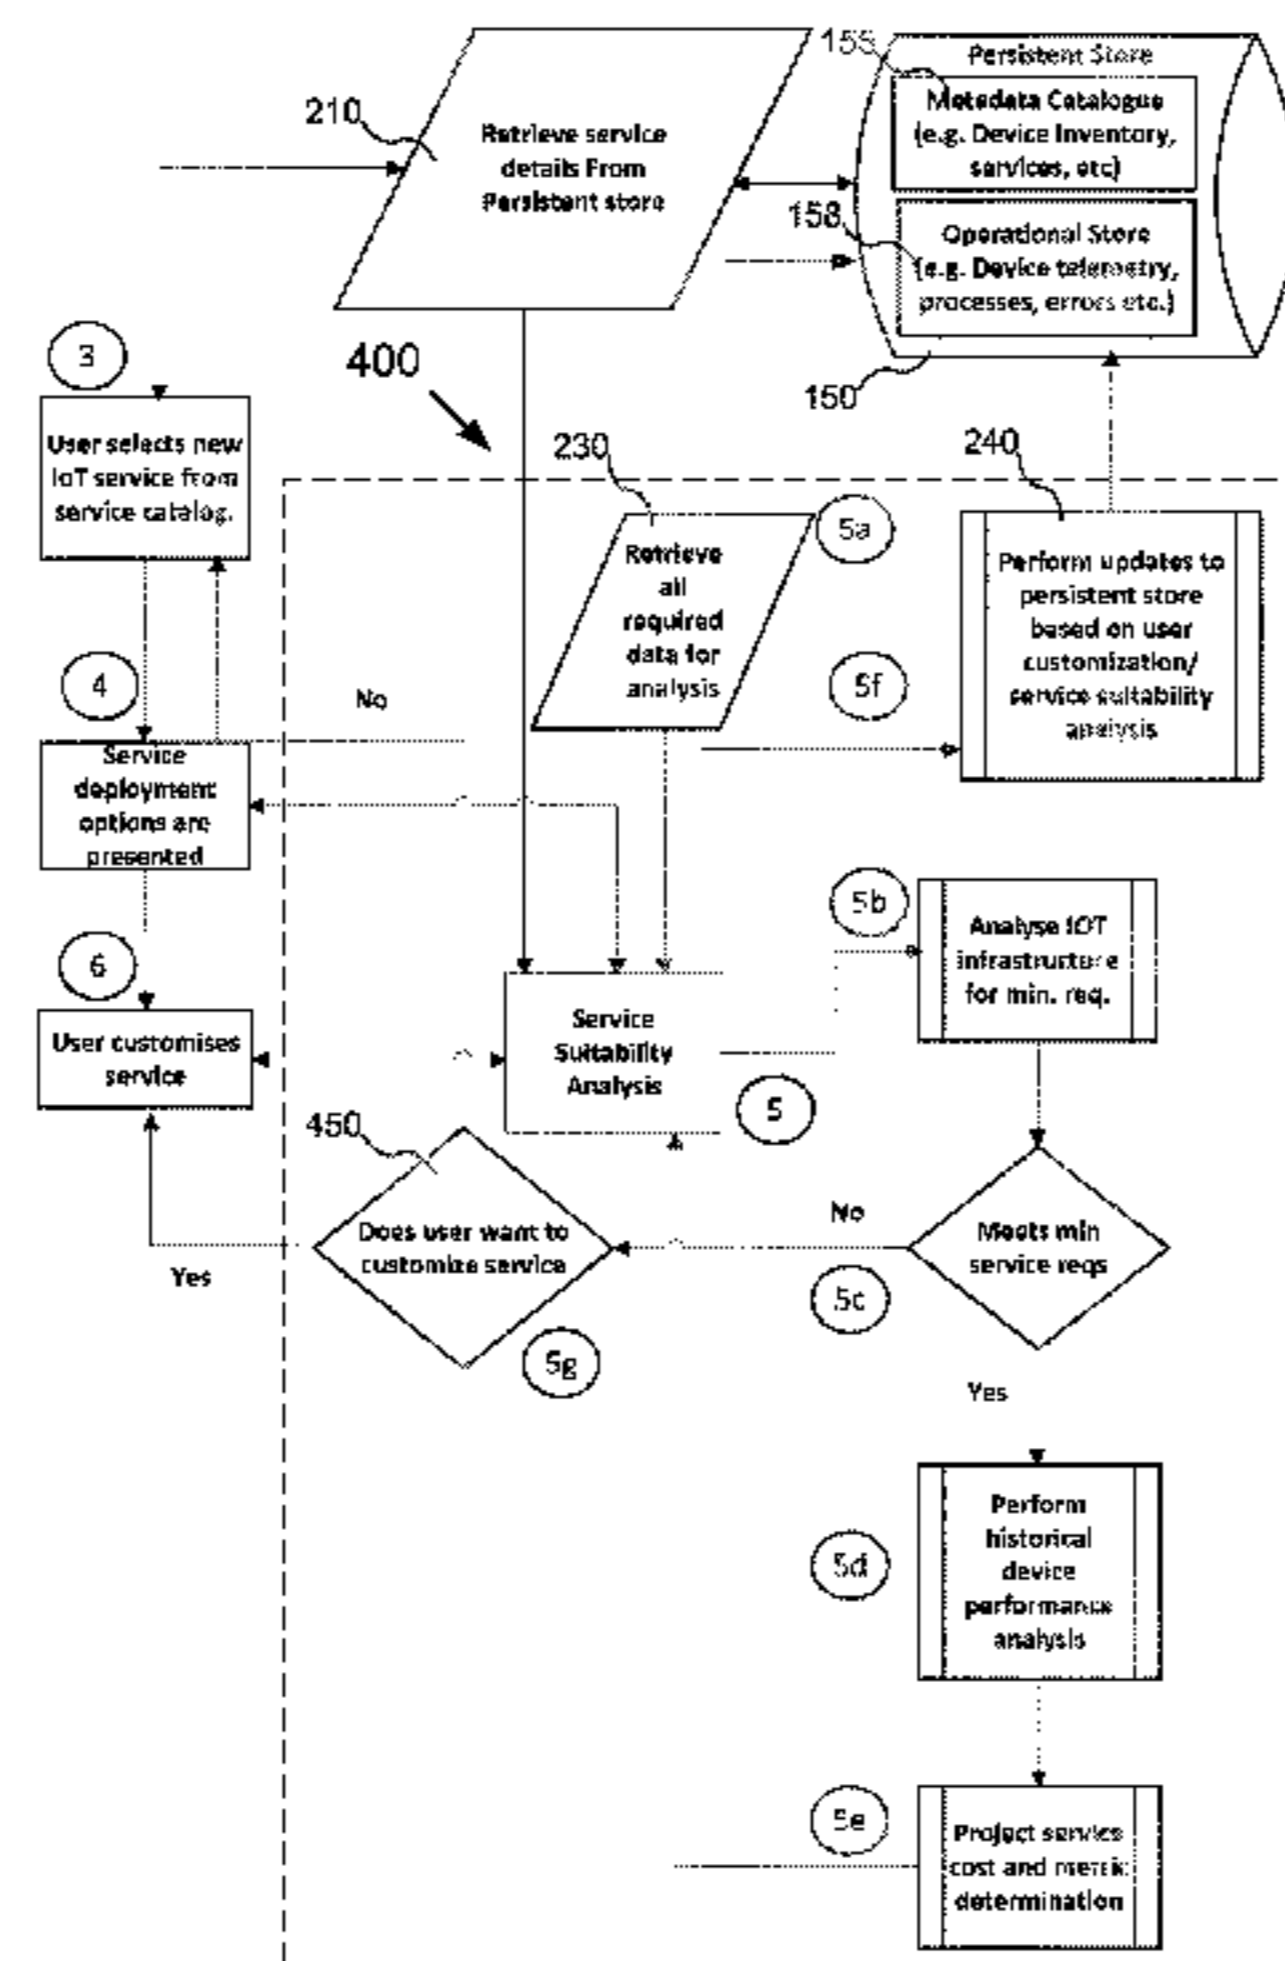 155
Persistent Store
Metadata Catalogue
(e.g. Device Inventory,
services, etc)
210
Retrieve service
details From
Persistent store
158
Operational Store
(e.g. Device telemetry,
processes, errors etc.)
150
3
400
User selects new
IoT service from
service catalog.
230
240
5a
Retrieve
all
required
data for
analysis
Perform updates to
persistent store
based on user
customization/
service suitability
analysis
4
No
5f
Service
deployment
options are
presented
5b
Analyse IOT
infrastructure
for min. req.
6
User customises
service
Service
Suitability
Analysis
5
450
Does user want to
customize service
No
Meets min
service reqs
Yes
5c
5g
Yes
Perform
historical
device
performance
analysis
5d
5e
Project service
cost and metric
determination